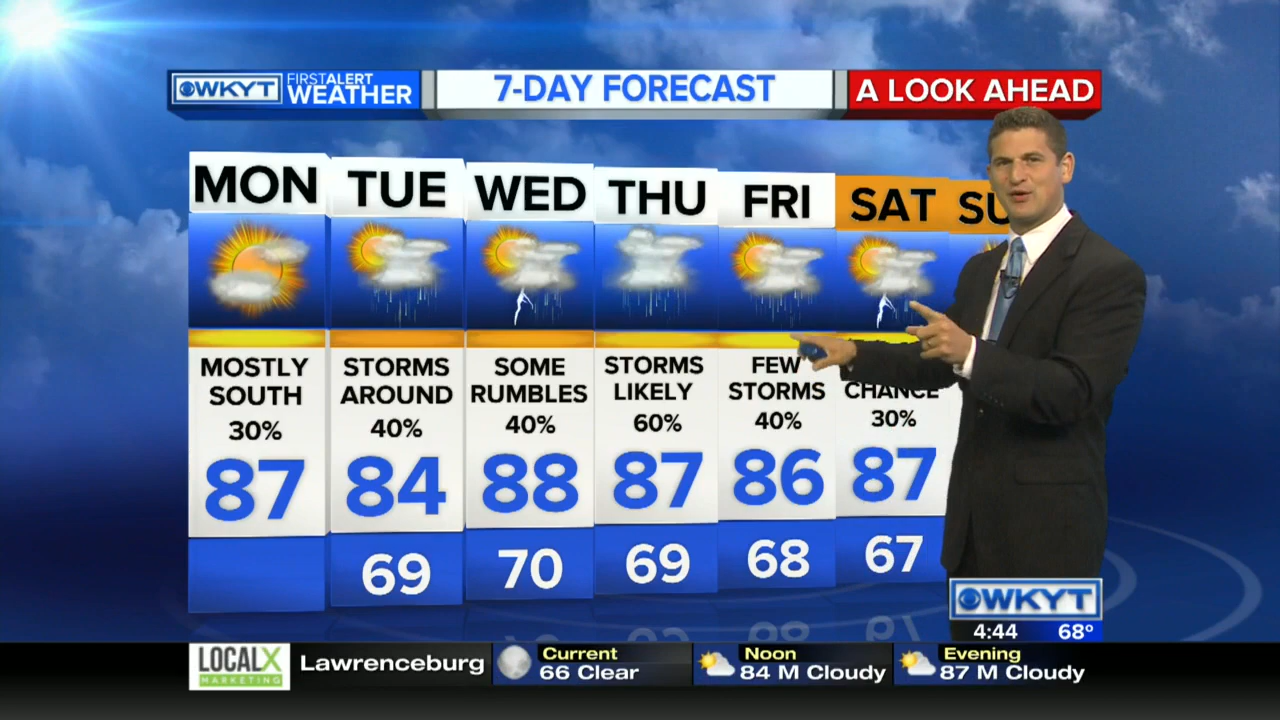 WKYT FIRST ALERT WEATHER
7-DAY FORECAST
A LOOK AHEAD
MON TUE WED THU FRI SAT
MOSTLY SOUTH
30%
87
STORMS AROUND
40%
84
69
SOME RUMBLES
40%
88
70
STORMS LIKELY
60%
87
69
FEW STORMS
40%
86
68
CHANCE
30%
87
67
WKYT
4:44 68°
LOCALX MARKETING
Lawrenceburg
Current
66 Clear
Noon
84 M Cloudy
Evening
87 M Cloudy